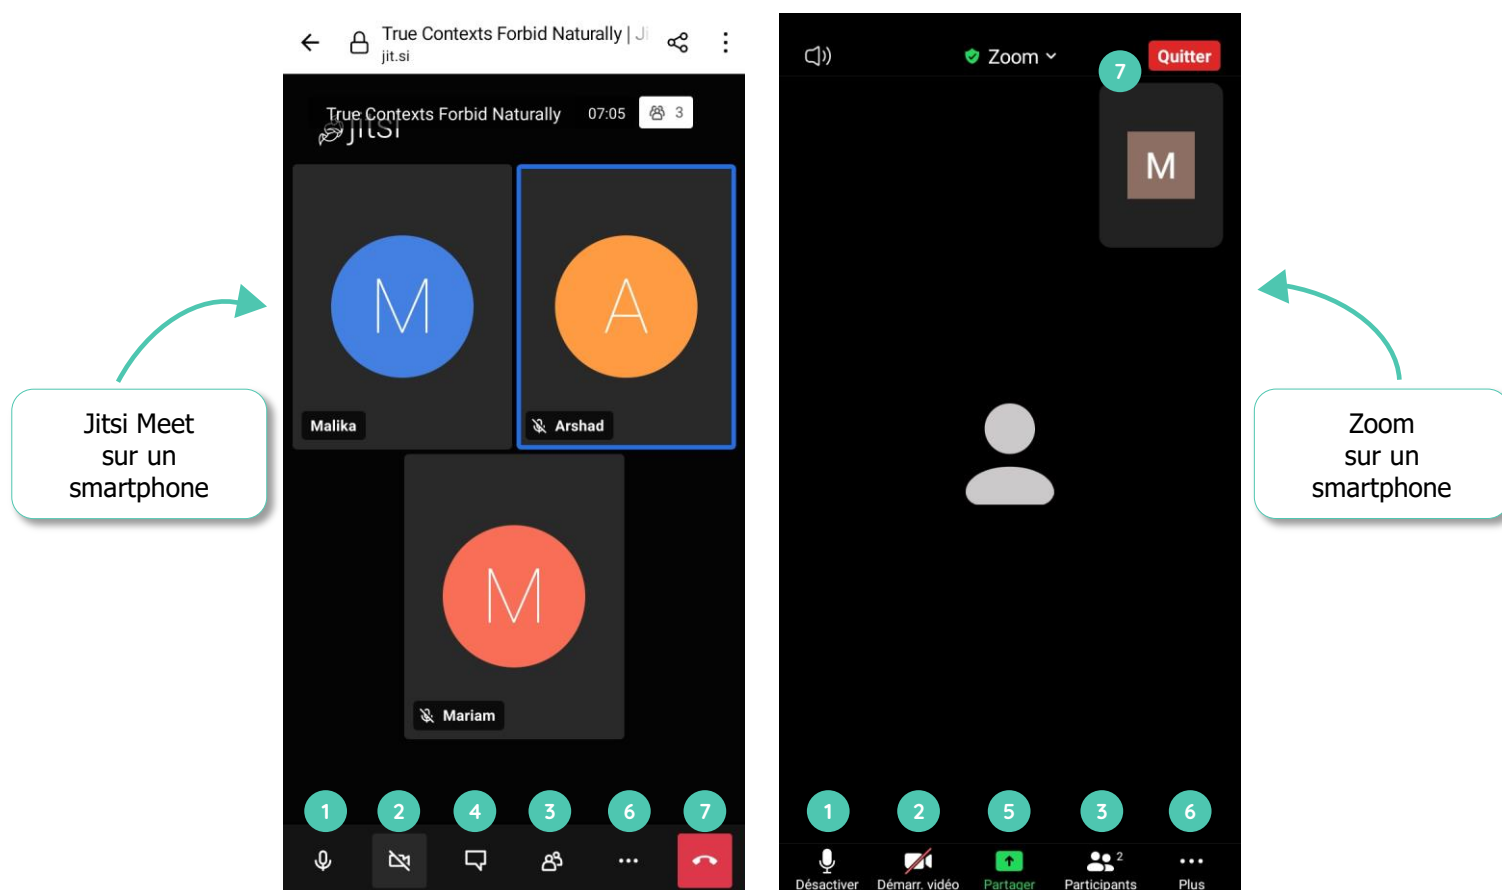 True Contexts Forbid Naturally | Ji
jit.si
True Contexts Forbid Naturally 07:05 3
jitsi
M
A
Malika
Arshad
M
Mariam
1 2 4 3 6 7
Jitsi Meet
sur un
smartphone
Zoom
Quitter
7
M
1 2 5 3 6
2
Désactiver Démarr. vidéo Partager Participants Plus
Zoom
sur un
smartphone